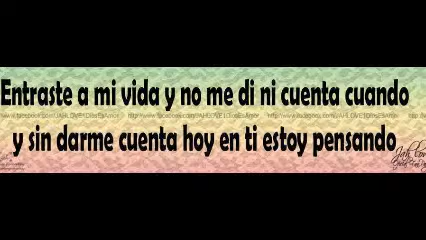 Entraste a mi vida y no me di ni cuenta cuando
y sin darme cuenta hoy en ti estoy pensando